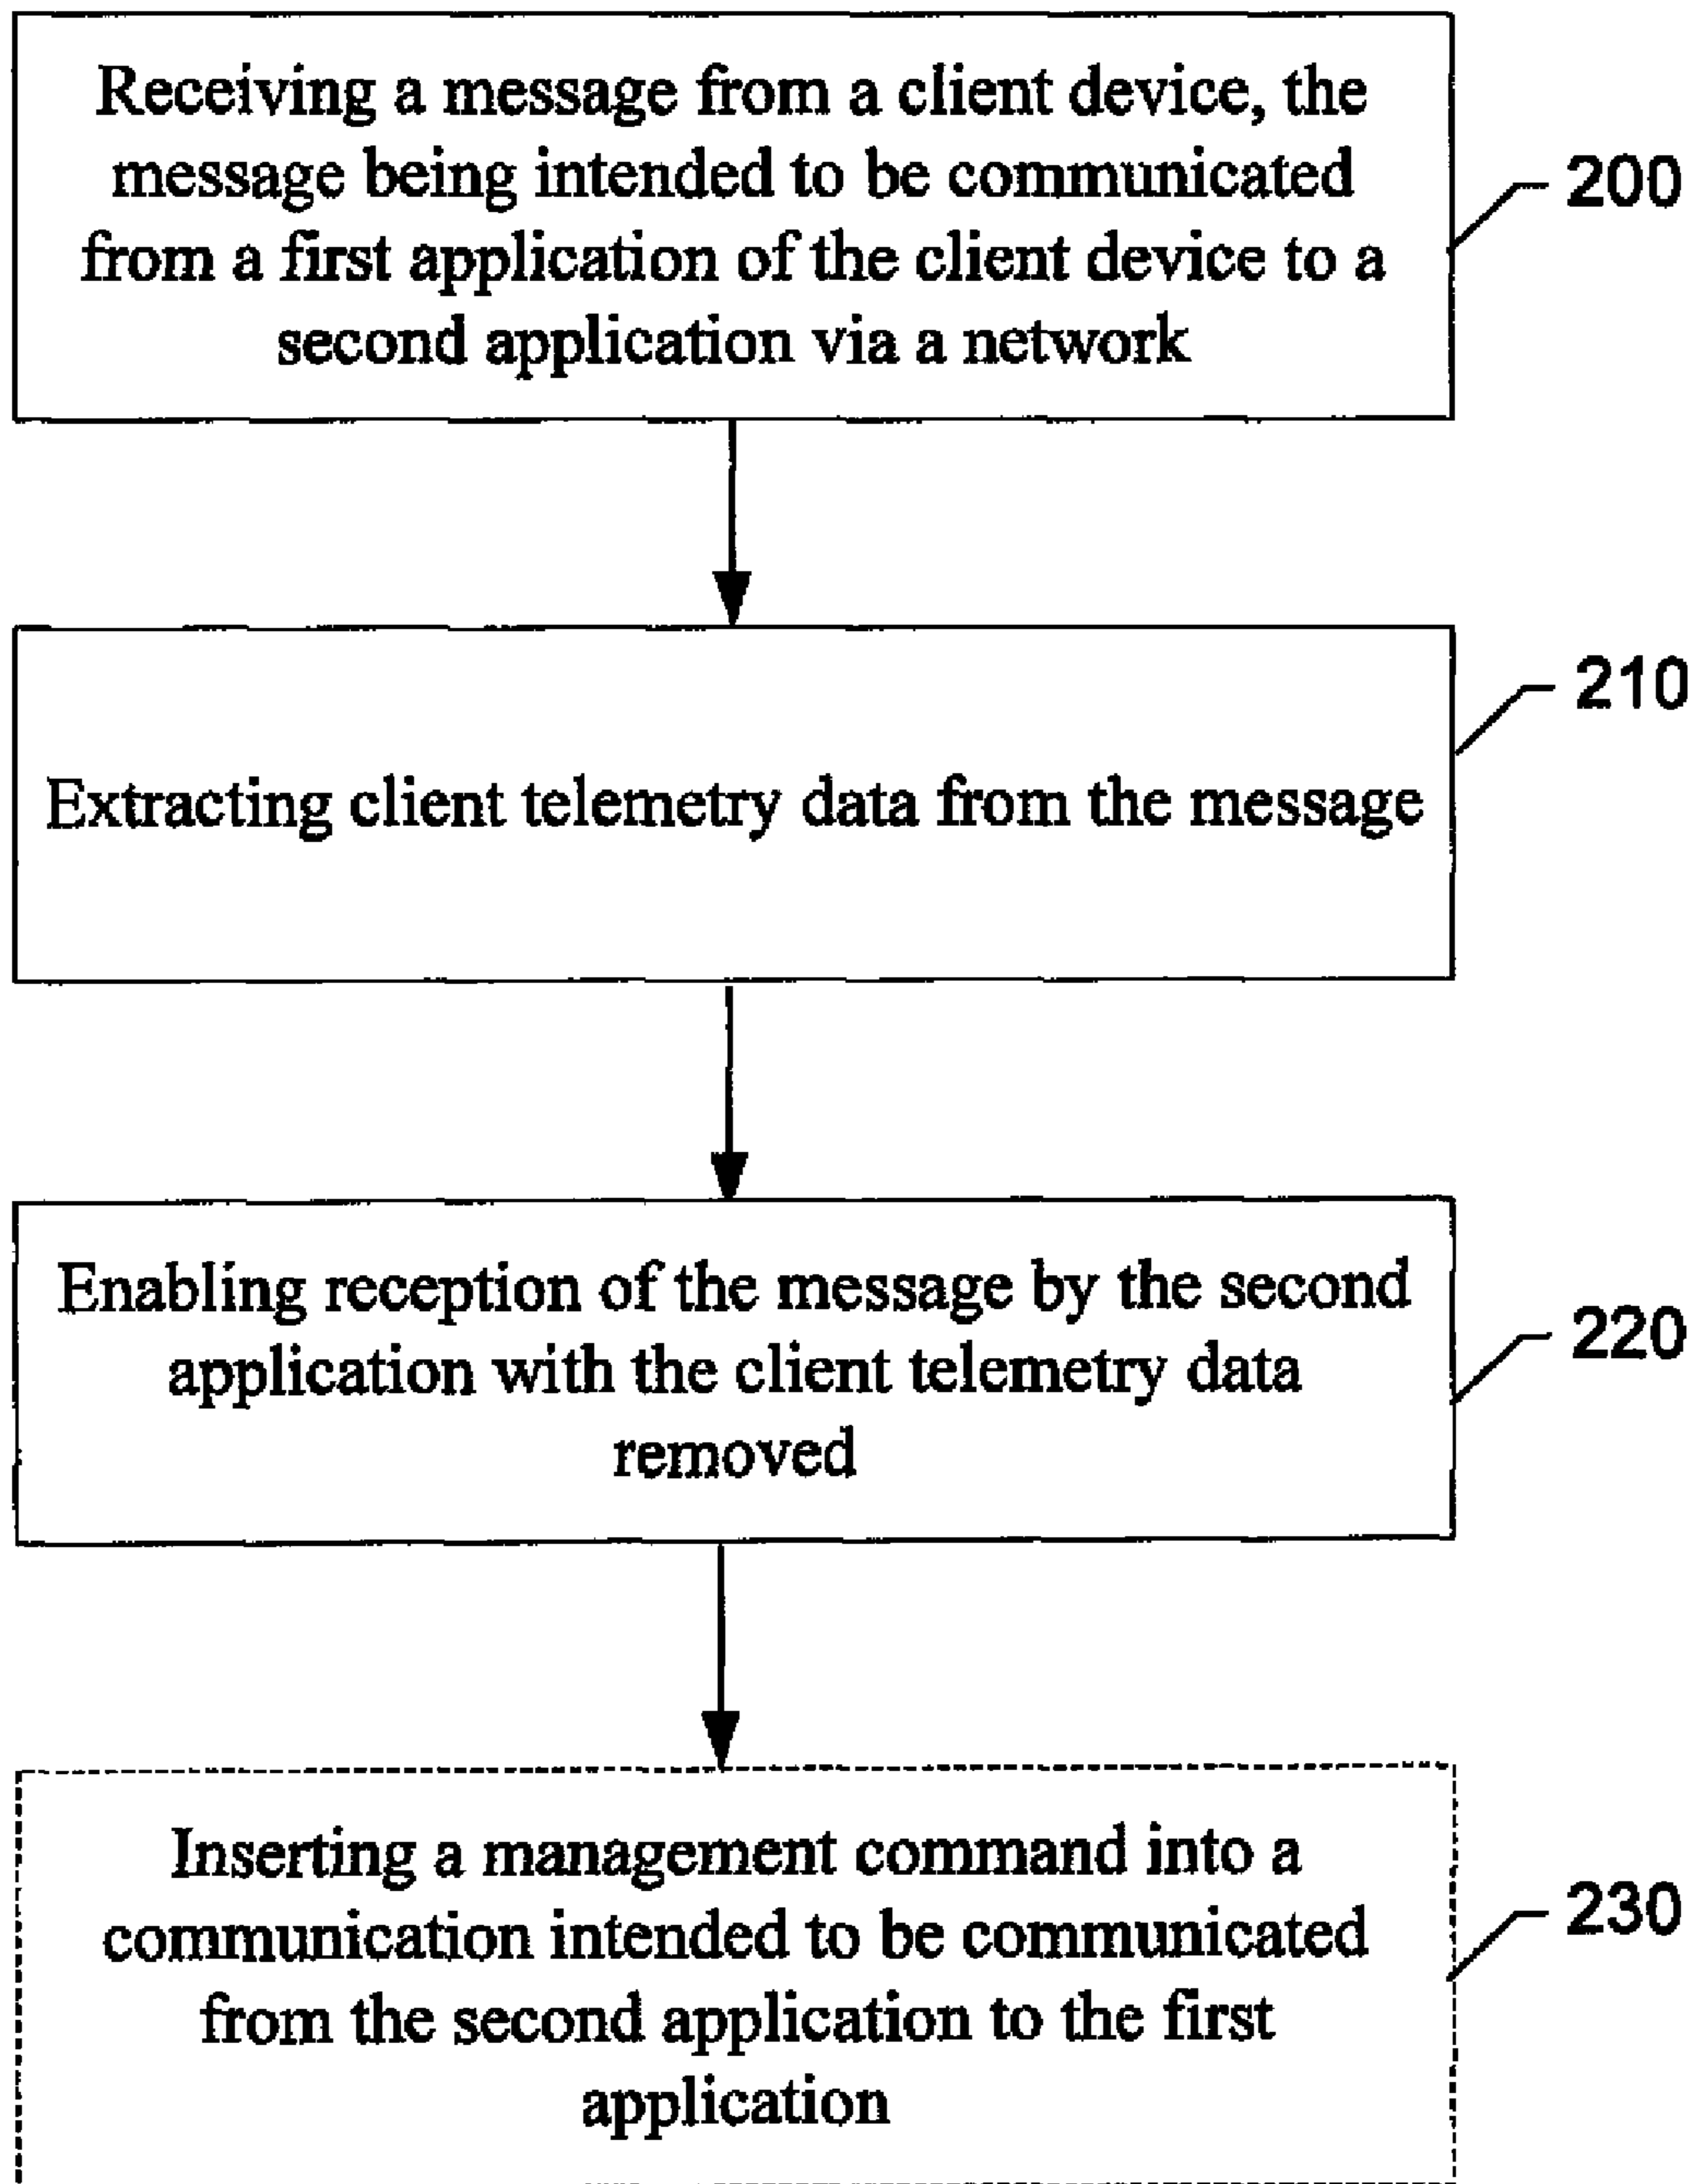 Receiving a message from a client device, the
message being intended to be communicated
from a first application of the client device to a
second application via a network
200
Extracting client telemetry data from the message
210
Enabling reception of the message by the second
application with the client telemetry data
removed
220
Inserting a management command into a
communication intended to be communicated
from the second application to the first
application
230